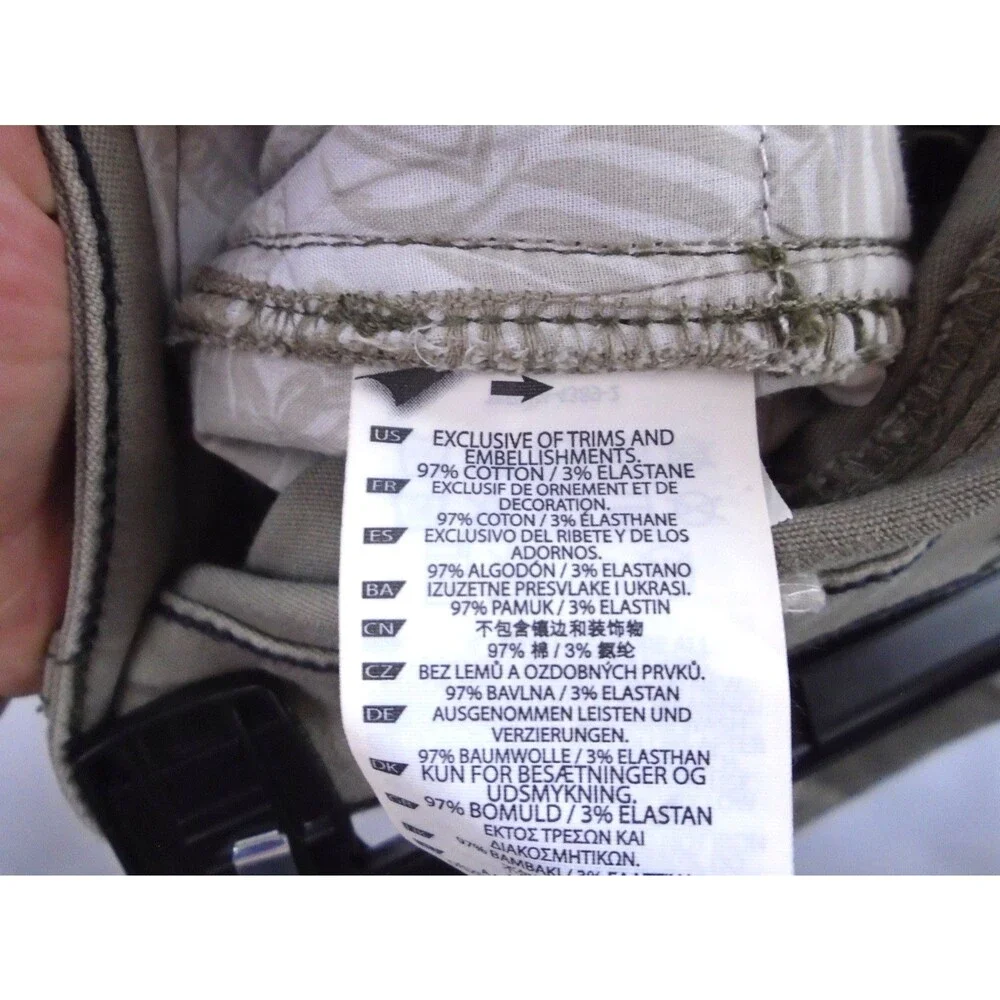 US EXCLUSIVE OF TRIMS AND
EMBELLISHMENTS.
97% COTTON / 3% ELASTANE
FR EXCLUSIF DE ORNEMENT ET DE
DECORATION.
97% COTON / 3% ÉLASTHANE
ES EXCLUSIVO DEL RIBETE Y DE LOS
ADORNOS.
97% ALGODÓN / 3% ELASTANO
BA IZUZETNE PRESVLAKE I UKRASI.
97% PAMUK / 3% ELASTIN
CN 不包含镶边和装饰物
97% 棉 / 3% 氨纶
CZ BEZ LEMŮ A OZDOBNÝCH PRVKŮ.
97% BAVLNA / 3% ELASTAN
DE AUSGENOMMEN LEISTEN UND
VERZIERUNGEN.
97% BAUMWOLLE / 3% ELASTHAN
DK KUN FOR BESÆTNINGER OG
UDSMYKNING.
97% BOMULD / 3% ELASTAN
ΕΚΤΟΣ ΤΡΕΣΩΝ ΚΑΙ
ΔΙΑΚΟΣΜΗΤΙΚΩΝ.
97% ΒΑΜΒΑΚΙ / 3%